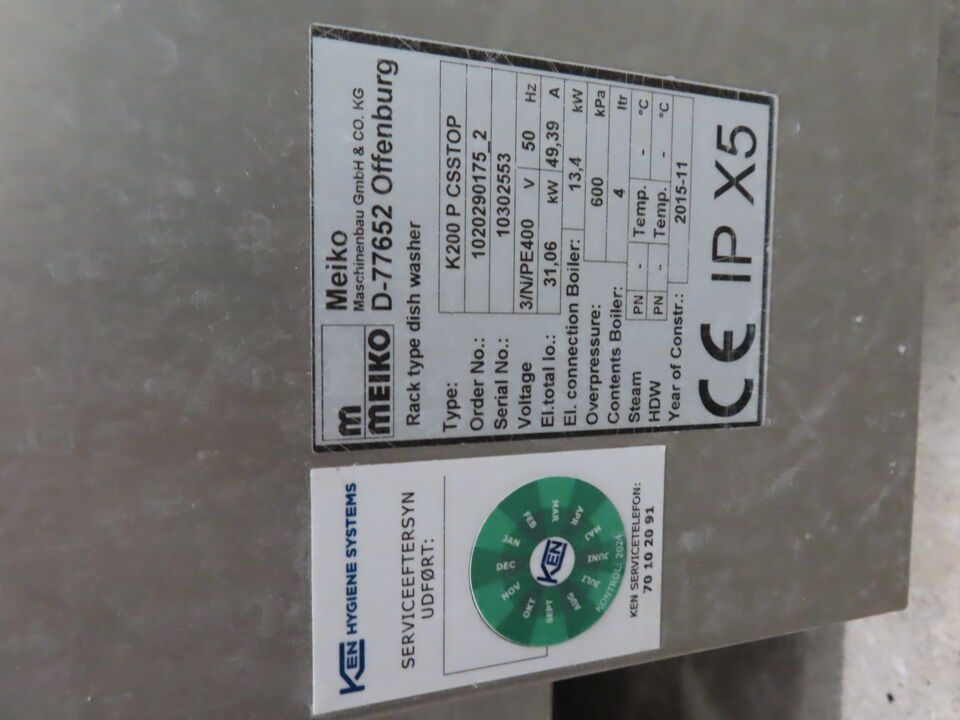 MEIKO
Meiko
Maschinenbau GmbH & CO. KG
D-77652 Offenburg
Rack type dish washer
Type: K200 P CSSTOP
Order No.: 1020290175_2
Serial No.: 10302553
Voltage 3/N/PE400 V 50 Hz
El.total Io.: 31,06 kW 49,39 A
El. connection Boiler: 13,4 kW
Overpressure: 600 kPa
Contents Boiler: 4 ltr
Steam PN - Temp. - °C
HDW PN - Temp. - °C
Year of Constr.: 2015-11
CE IP X5
KEN HYGIENE SYSTEMS
SERVICEEFTERSYN
UDFØRT:
JAN
FEB
MAR
APR
MAJ
JUNI
JULI
AUG
SEPT
OKT
NOV
DEC
KEN
KONTROL: 2024
KEN SERVICETELEFON:
70 10 20 91